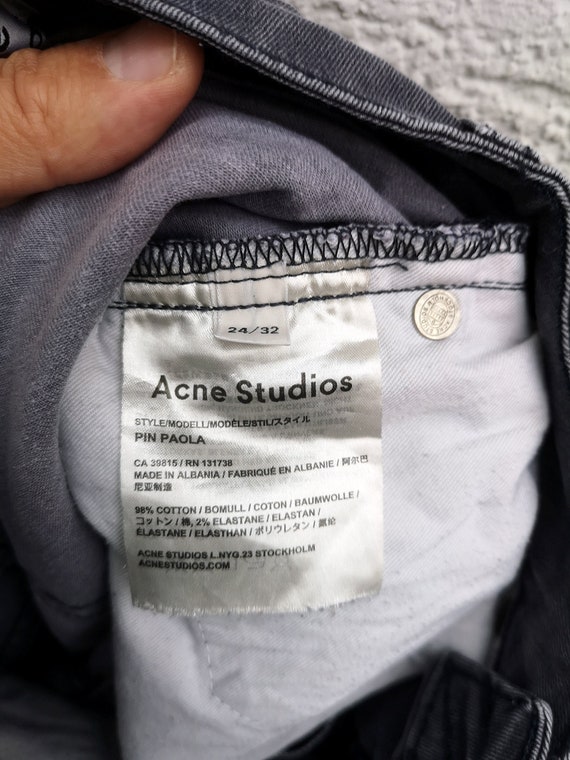 24/32
Acne Studios
STYLE/MODELL/MODÈLE/STIL/スタイル
PIN PAOLA
CA 39815 / RN 131738
MADE IN ALBANIA / FABRIQUÉ EN ALBANIE / 阿尔巴
尼亚制造
98% COTTON / BOMULL / COTON / BAUMWOLLE /
コットン / 棉, 2% ELASTANE / ELASTAN /
ÉLASTANE / ELASTHAN / ポリウレタン /
ACNE STUDIOS L.NYG.23 STOCKHOLM
ACNESTUDIOS.COM